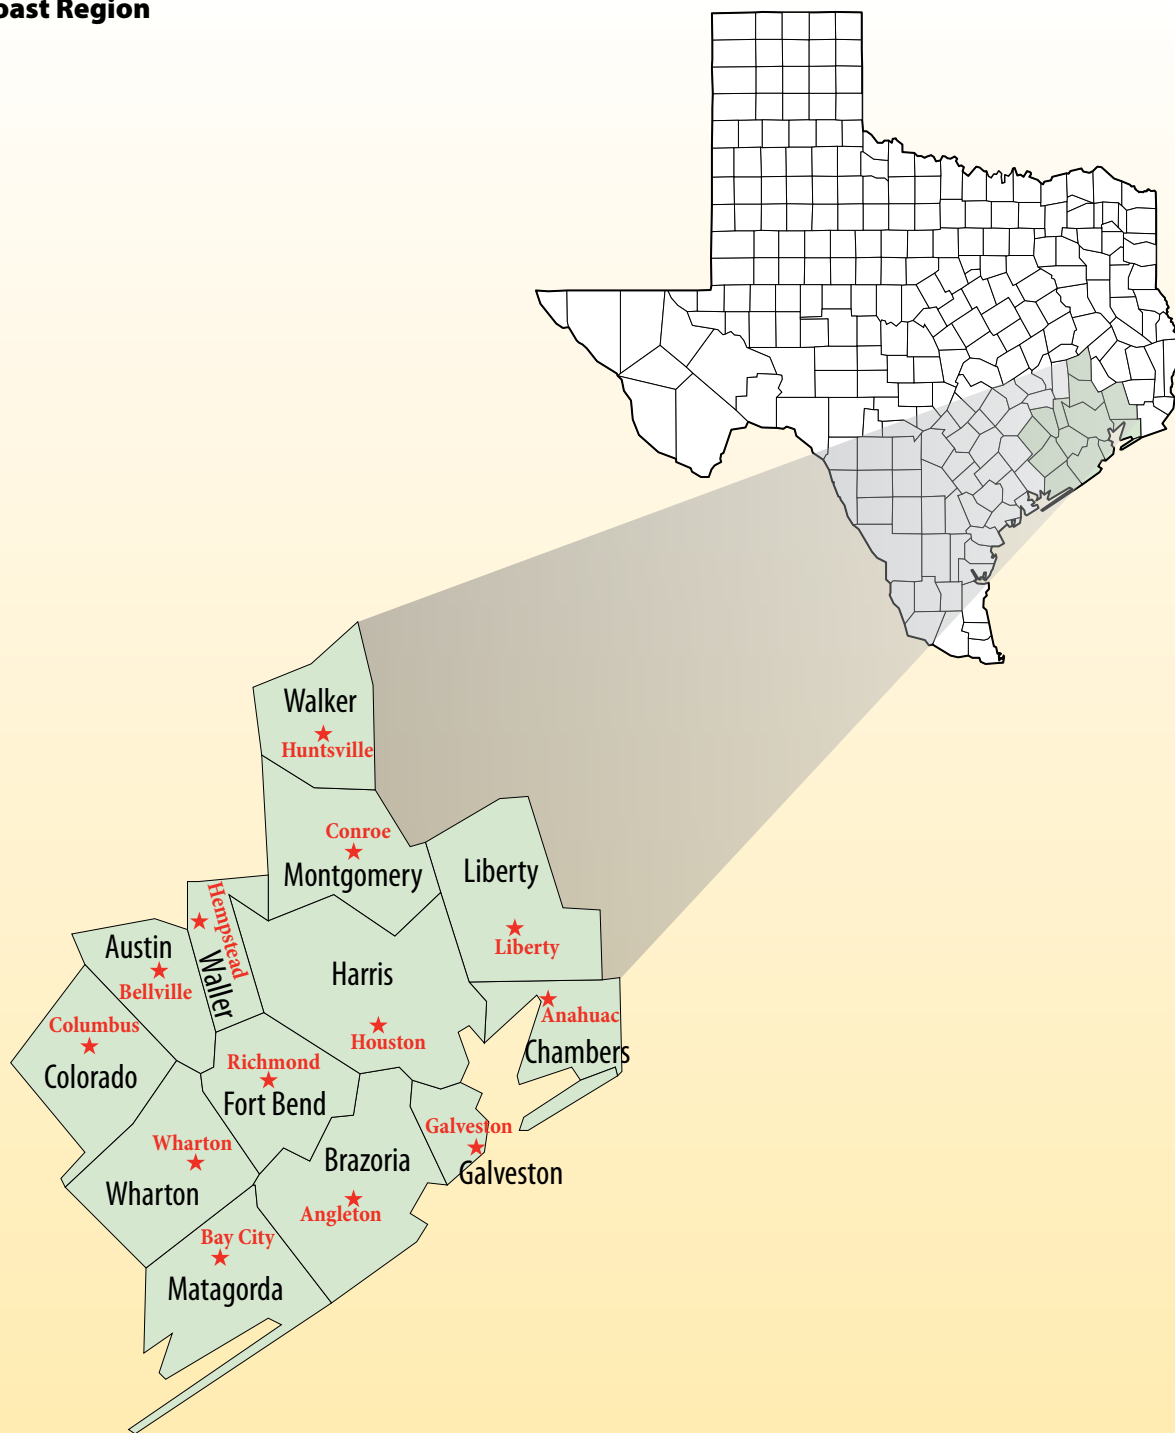 oast Region
Walker
Huntsville
Conroe
Montgomery
Liberty
Liberty
Hempstead
Waller
Austin
Bellville
Harris
Houston
Anahuac
Chambers
Columbus
Colorado
Richmond
Fort Bend
Galveston
Galveston
Wharton
Wharton
Brazoria
Angleton
Bay City
Matagorda